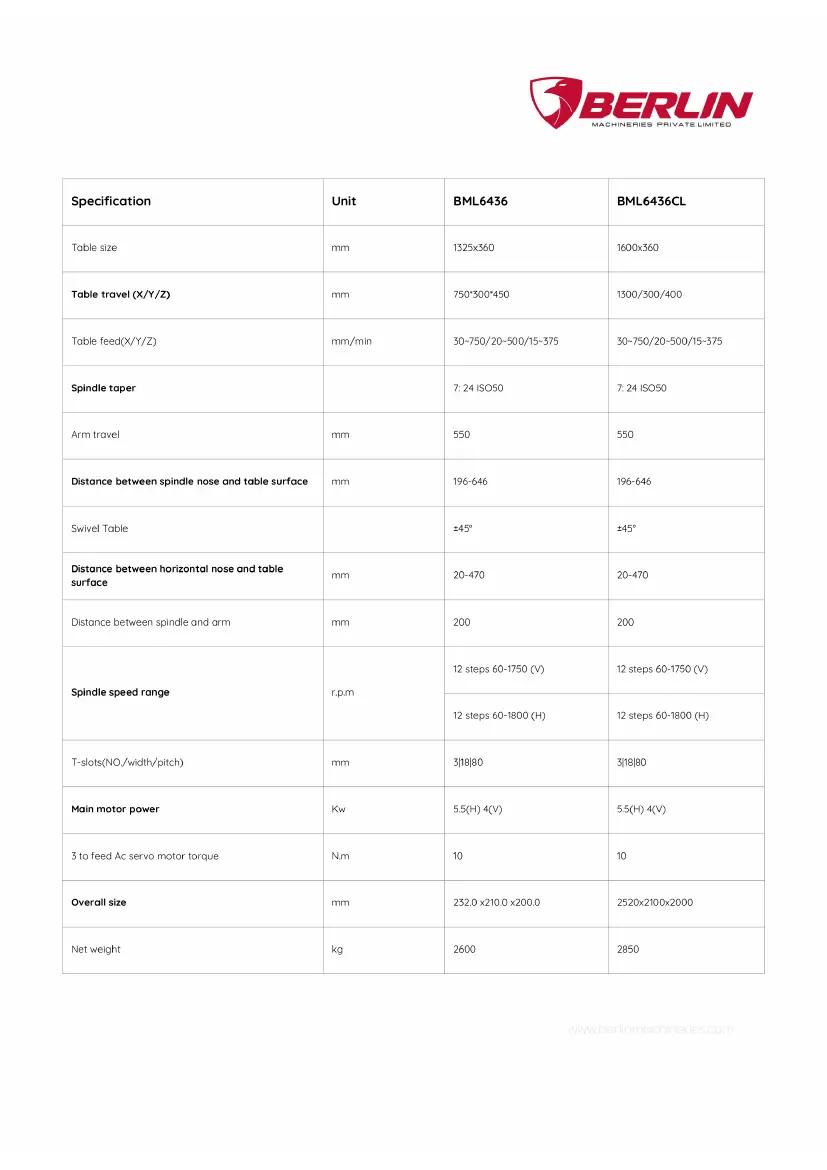 BERLIN
MACHINERIES PRIVATE LIMITED
Specification Unit BML6436 BML6436CL
Table size mm 1325x360 1600x360
Table travel (X/Y/Z) mm 750*300*450 1300/300/400
Table feed(X/Y/Z) mm/min 30~750/20~500/15~375 30~750/20~500/15~375
Spindle taper 7: 24 ISO50 7: 24 ISO50
Arm travel mm 550 550
Distance between spindle nose and table surface mm 196-646 196-646
Swivel Table ±45° ±45°
Distance between horizontal nose and table
surface mm 20-470 20-470
Distance between spindle and arm mm 200 200
Spindle speed range r.p.m 12 steps 60-1750 (V) 12 steps 60-1750 (V)
12 steps 60-1800 (H) 12 steps 60-1800 (H)
T-slots(NO./width/pitch) mm 3|18|80 3|18|80
Main motor power Kw 5.5(H) 4(V) 5.5(H) 4(V)
3 to feed Ac servo motor torque N.m 10 10
Overall size mm 232.0 x210.0 x200.0 2520x2100x2000
Net weight kg 2600 2850
www.berlinmachineries.com